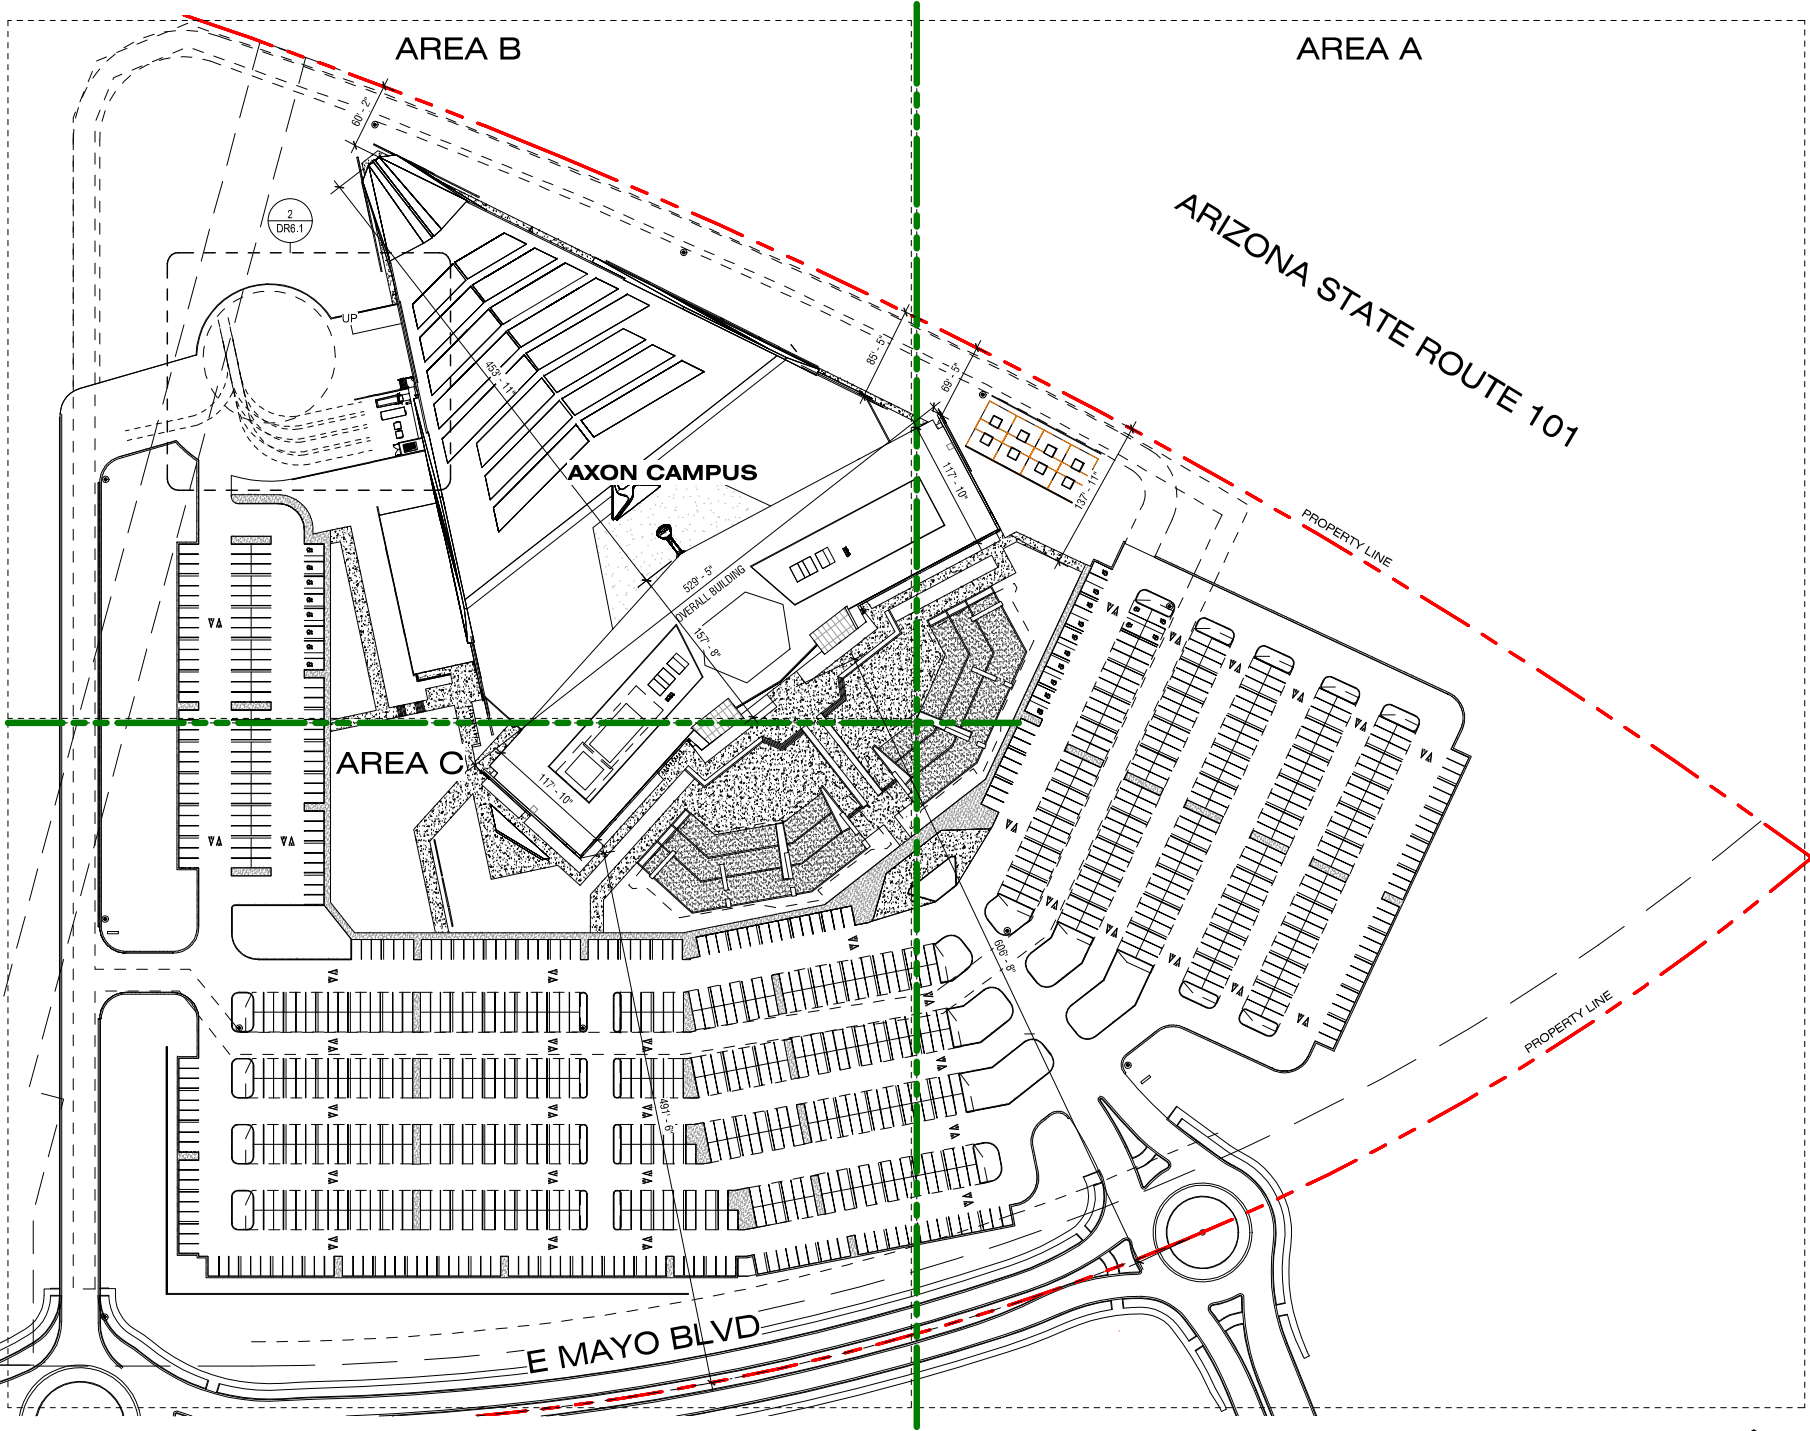 AREA B
AREA A
60' - 2"
ARIZONA STATE ROUTE 101
2
DR6.1
UP
85' - 5"
69' - 5"
453' - 11"
AXON CAMPUS
117' - 10"
137' - 11"
PROPERTY LINE
529' - 5"
OVERALL BUILDING
157' - 8"
AREA C
117' - 10"
606' - 8"
PROPERTY LINE
491' - 6"
E MAYO BLVD